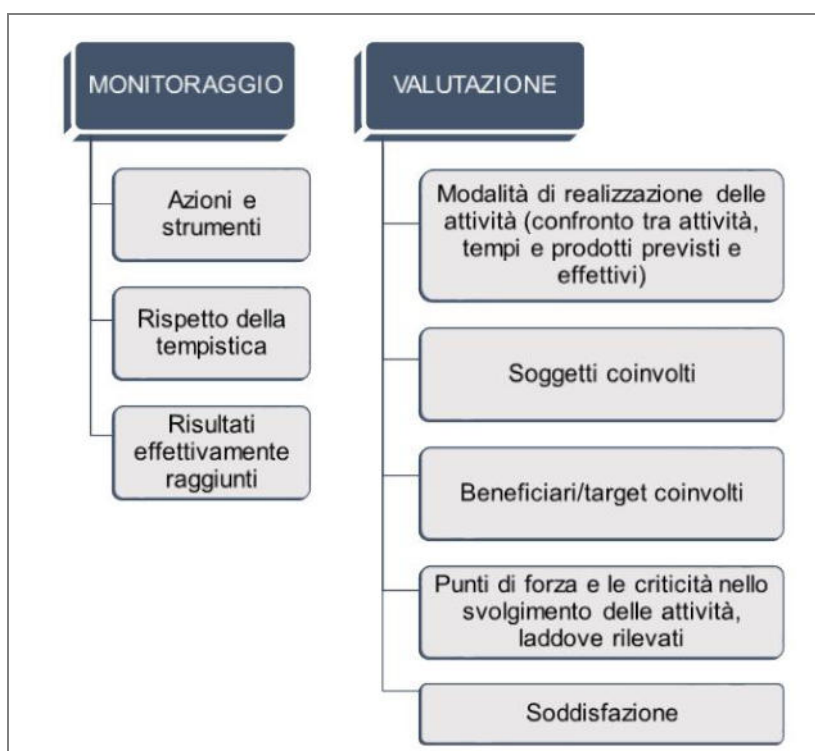 MONITORAGGIO
Azioni e
strumenti
Rispetto della
tempistica
Risultati
effettivamente
raggiunti
VALUTAZIONE
Modalità di realizzazione delle
attività (confronto tra attività,
tempi e prodotti previsti e
effettivi)
Soggetti coinvolti
Beneficiari/target coinvolti
Punti di forza e le criticità nello
svolgimento delle attività,
laddove rilevati
Soddisfazione